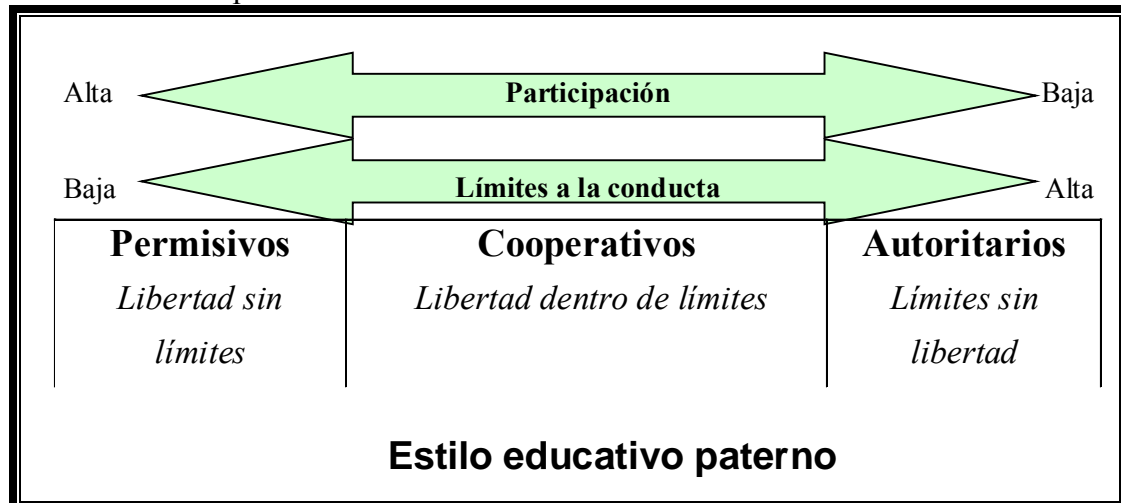 Alta
Participación
Baja
Baja
Límites a la conducta
Alta
Permisivos
Libertad sin
límites
Cooperativos
Libertad dentro de límites
Autoritarios
Límites sin
libertad
Estilo educativo paterno